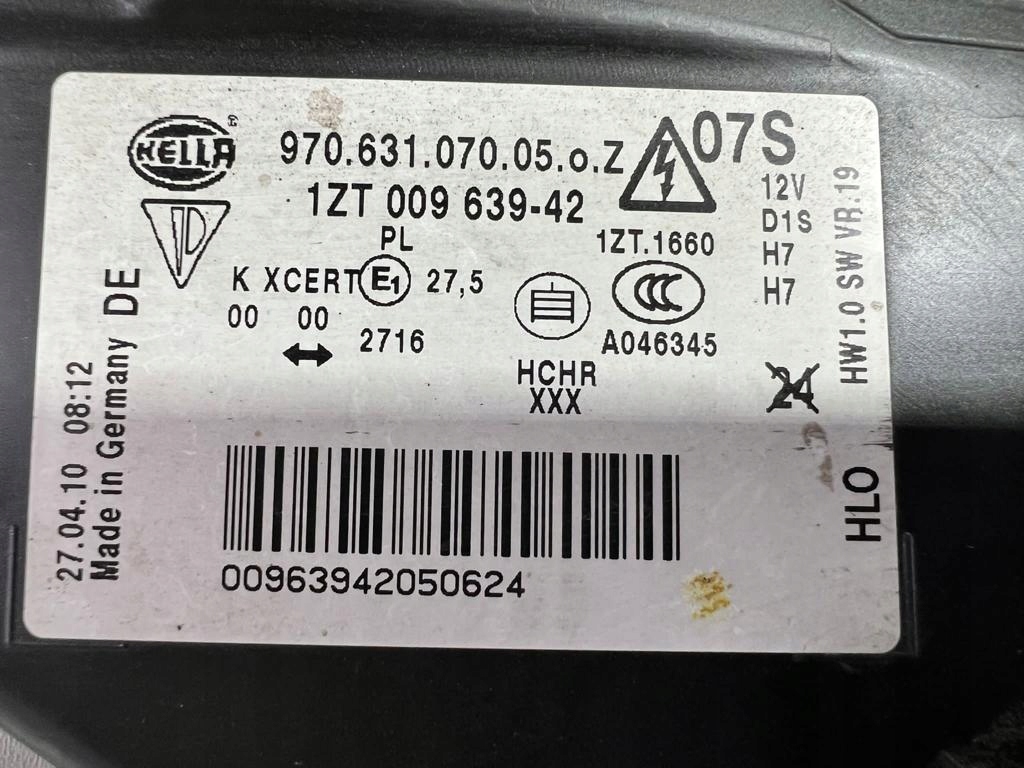 HELLA ®
970.631.070.05.o.Z
07S
1ZT 009 639-42
12V
D1S
H7
H7
PL
1ZT.1660
K XCERT E1 27,5
CCC
00 00
2716
A046345
HCHR
XXX
24
00963942050624
27.04.10 08:12
Made in Germany DE
HW1.0 SW VR.19
HLO